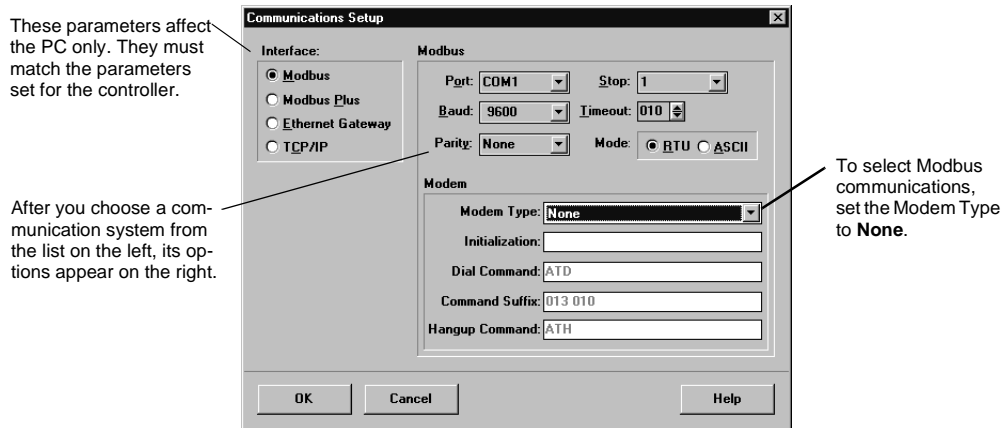 These parameters affect
the PC only. They must
match the parameters
set for the controller.
After you choose a com-
munication system from
the list on the left, its op-
tions appear on the right.
Communications Setup
Interface:
Modbus
Modbus Plus
Ethernet Gateway
TCP/IP
Modbus
Port: COM1 Stop: 1
Baud: 9600 Timeout: 010
Parity: None Mode: RTU ASCII
Modem
Modem Type: None
Initialization:
Dial Command: ATD
Command Suffix: 013 010
Hangup Command: ATH
OK Cancel Help
To select Modbus
communications,
set the Modem Type
to None.